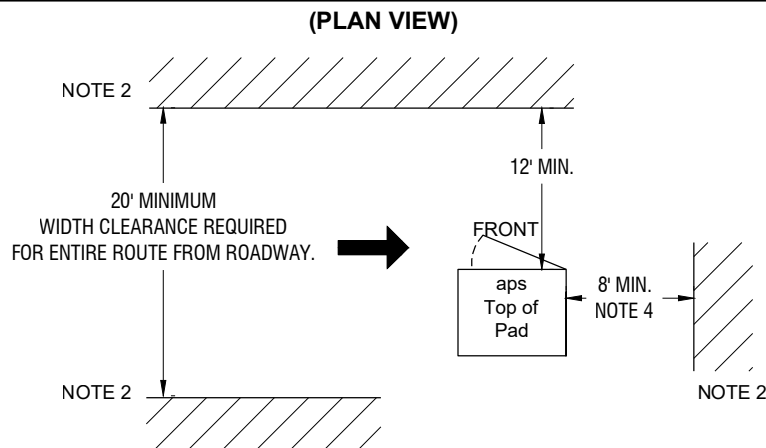 (PLAN VIEW)
NOTE 2
12' MIN.
20' MINIMUM
WIDTH CLEARANCE REQUIRED
FOR ENTIRE ROUTE FROM ROADWAY.
FRONT
aps
Top of
Pad
8' MIN.
NOTE 4
NOTE 2
NOTE 2